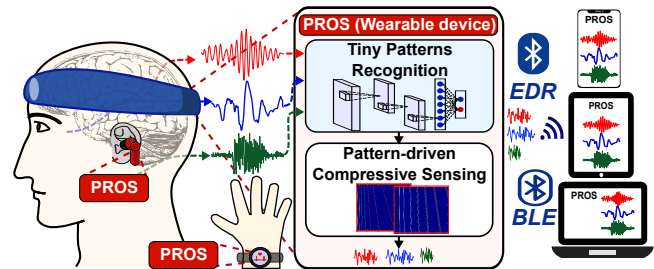 PROS (Wearable device)
Tiny Patterns
Recognition
Pattern-driven
Compressive Sensing
PROS
PROS
EDR
BLE
PROS
PROS
PROS